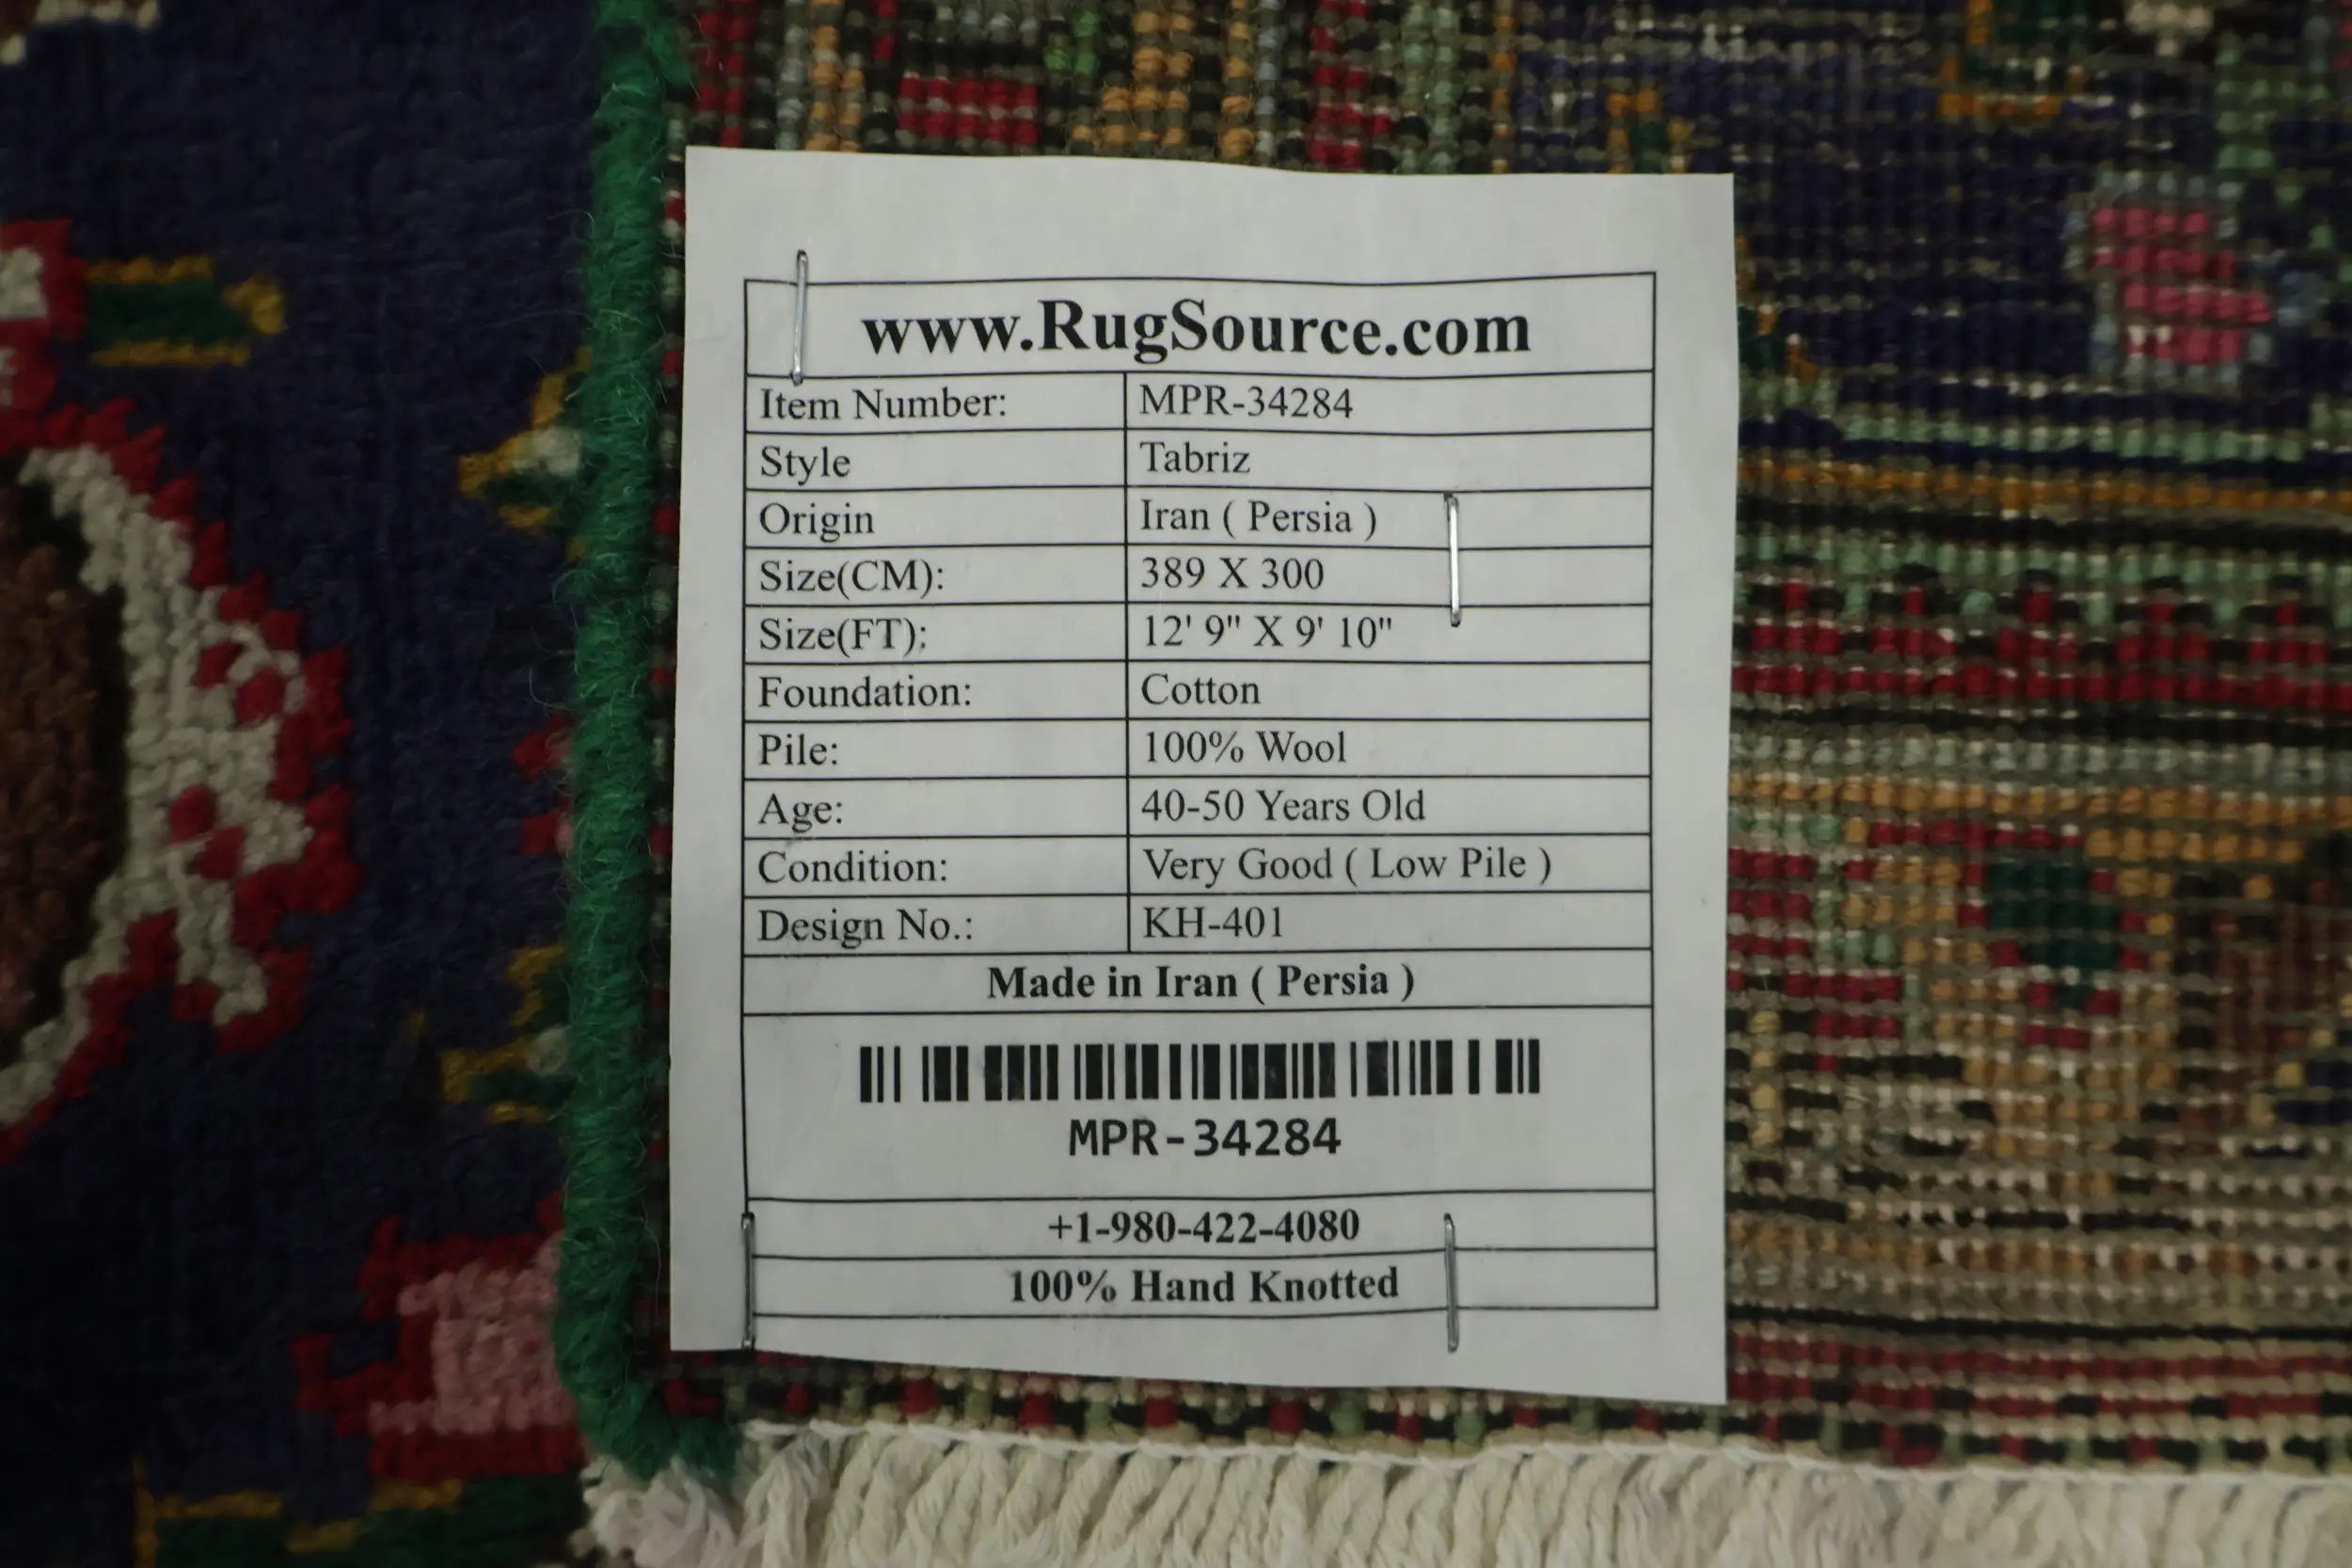 www.RugSource.com
Item Number: MPR-34284
Style Tabriz
Origin Iran ( Persia )
Size(CM): 389 X 300
Size(FT): 12' 9" X 9' 10"
Foundation: Cotton
Pile: 100% Wool
Age: 40-50 Years Old
Condition: Very Good ( Low Pile )
Design No.: KH-401
Made in Iran ( Persia )
MPR-34284
+1-980-422-4080
100% Hand Knotted